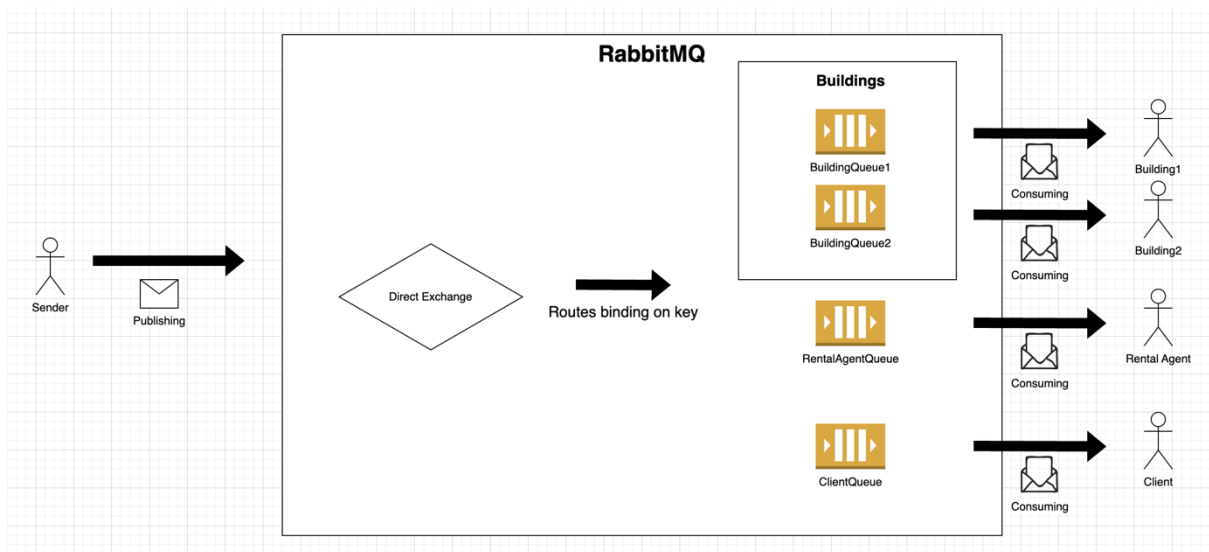 RabbitMQ
Buildings
BuildingQueue1
Consuming
Building1
BuildingQueue2
Consuming
Building2
Sender
Publishing
Direct Exchange
Routes binding on key
RentalAgentQueue
Consuming
Rental Agent
ClientQueue
Consuming
Client